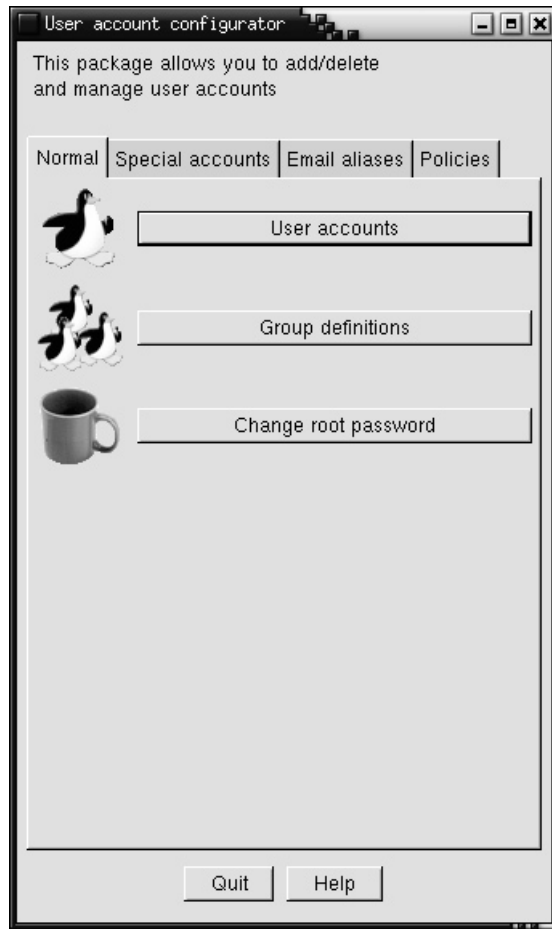 User account configurator
This package allows you to add/delete
and manage user accounts
Normal Special accounts Email aliases Policies
User accounts
Group definitions
Change root password
Quit Help